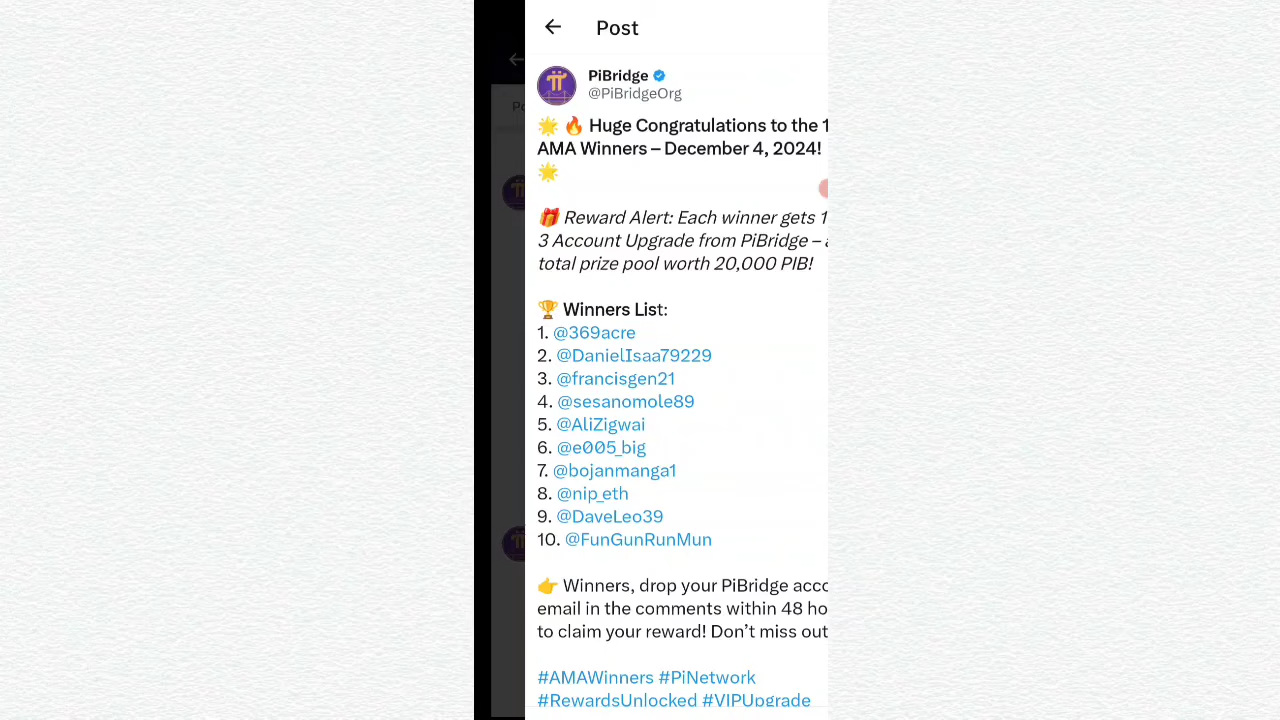 Post
PiBridge
@PiBridgeOrg
🌟 🔥 Huge Congratulations to the 1
AMA Winners – December 4, 2024!
🌟
🎁 Reward Alert: Each winner gets 1
3 Account Upgrade from PiBridge –
total prize pool worth 20,000 PIB!
🏆 Winners List:
1. @369acre
2. @DanielIsaa79229
3. @francisgen21
4. @sesanomole89
5. @AliZigwai
6. @e005_big
7. @bojanmanga1
8. @nip_eth
9. @DaveLeo39
10. @FunGunRunMun
👉 Winners, drop your PiBridge acco
email in the comments within 48 ho
to claim your reward! Don’t miss out
#AMAWinners #PiNetwork
#RewardsUnlocked #VIPUpgrade